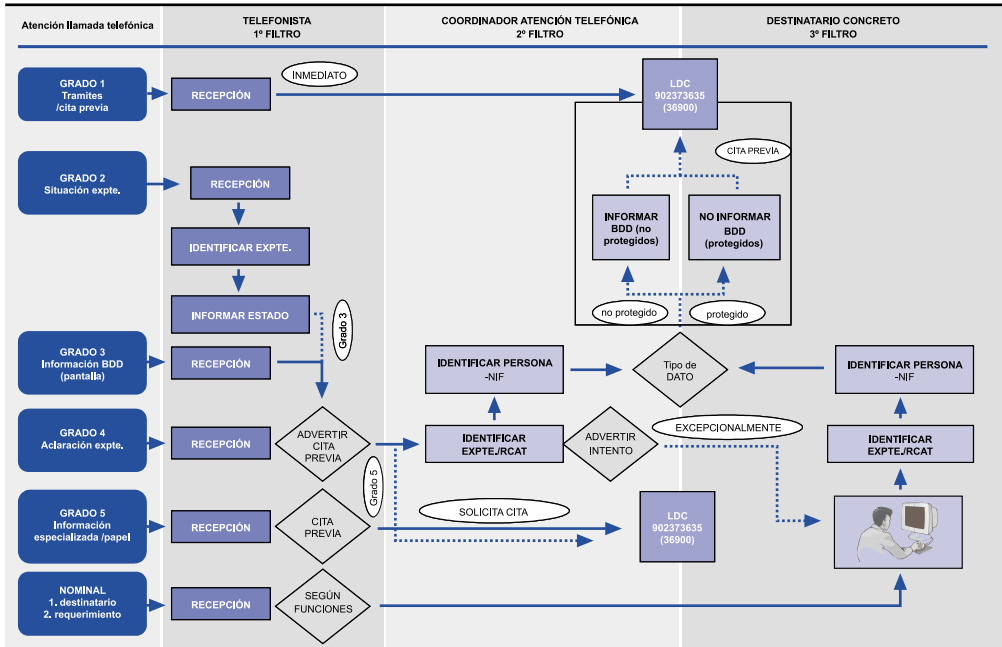 Atención llamada telefónica
TELEFONISTA
1º FILTRO
COORDINADOR ATENCIÓN TELEFÓNICA
2º FILTRO
DESTINATARIO CONCRETO
3º FILTRO
GRADO 1
Tramites
/cita previa
RECEPCIÓN
INMEDIATO
LDC
902373635
(36900)
CITA PREVIA
GRADO 2
Situación expte.
RECEPCIÓN
IDENTIFICAR EXPTE.
INFORMAR ESTADO
Grado 3
INFORMAR
BDD (no
protegidos)
NO INFORMAR
BDD
(protegidos)
no protegido
protegido
GRADO 3
Información BDD
(pantalla)
RECEPCIÓN
IDENTIFICAR PERSONA
-NIF
Tipo de
DATO
IDENTIFICAR PERSONA
-NIF
GRADO 4
Aclaración expte.
RECEPCIÓN
ADVERTIR
CITA
PREVIA
IDENTIFICAR
EXPTE./RCAT
ADVERTIR
INTENTO
EXCEPCIONALMENTE
IDENTIFICAR
EXPTE./RCAT
Grado 5
GRADO 5
Información
especializada /papel
RECEPCIÓN
CITA
PREVIA
SOLICITA CITA
LDC
902373635
(36900)
NOMINAL
1. destinatario
2. requerimiento
RECEPCIÓN
SEGÚN
FUNCIONES